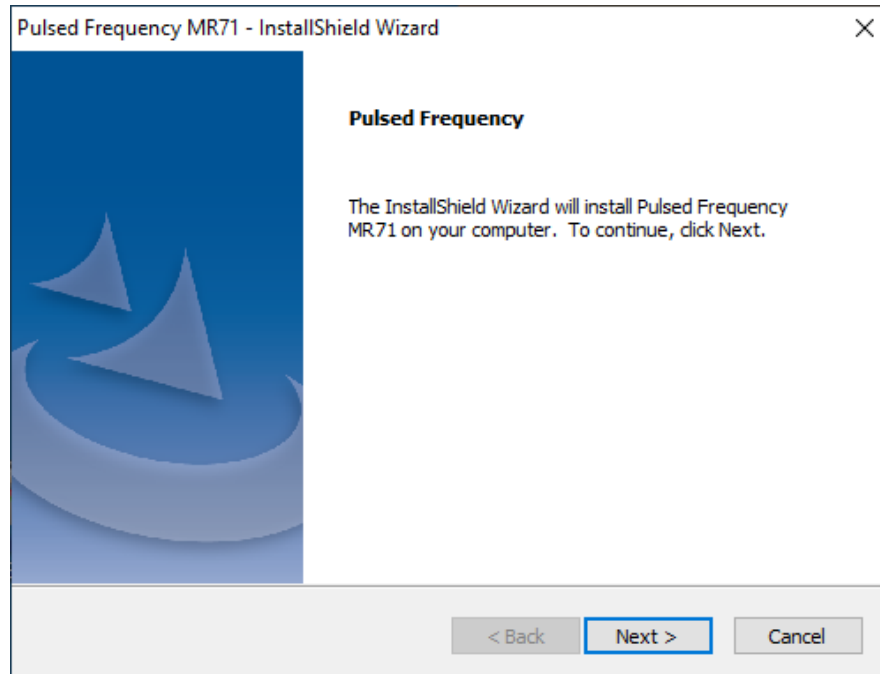 Pulsed Frequency MR71 - InstallShield Wizard
Pulsed Frequency
The InstallShield Wizard will install Pulsed Frequency
MR71 on your computer.  To continue, click Next.
< Back
Next >
Cancel